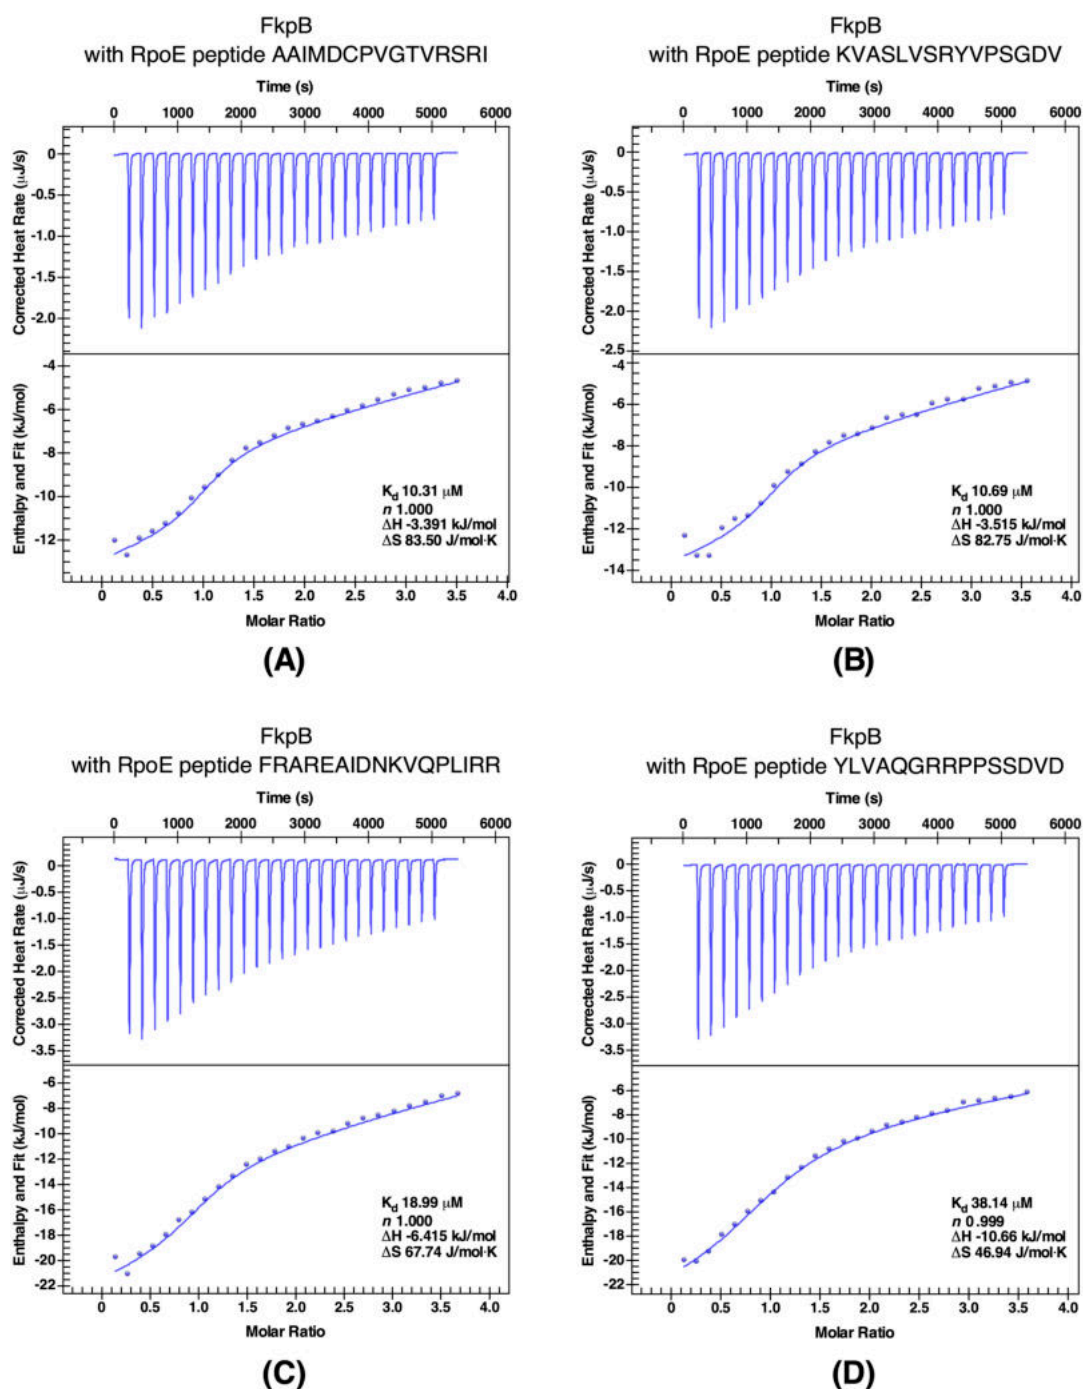 FkpB
with RpoE peptide AAIMDCPVGTVRSRI
Time (s)
0 1000 2000 3000 4000 5000 6000
Corrected Heat Rate (µJ/s)
0
-0.5
-1.0
-1.5
-2.0
Enthalpy and Fit (kJ/mol)
-4
-6
-8
-10
-12
Kd 10.31 µM
n 1.000
ΔH -3.391 kJ/mol
ΔS 83.50 J/mol·K
0 0.5 1.0 1.5 2.0 2.5 3.0 3.5 4.0
Molar Ratio
(A)
FkpB
with RpoE peptide KVASLVSRYVPSGDV
Time (s)
0 1000 2000 3000 4000 5000 6000
Corrected Heat Rate (µJ/s)
0
-0.5
-1.0
-1.5
-2.0
-2.5
Enthalpy and Fit (kJ/mol)
-4
-6
-8
-10
-12
-14
Kd 10.69 µM
n 1.000
ΔH -3.515 kJ/mol
ΔS 82.75 J/mol·K
0 0.5 1.0 1.5 2.0 2.5 3.0 3.5 4.0
Molar Ratio
(B)
FkpB
with RpoE peptide FRAREAIDNKVQPLIRR
Time (s)
0 1000 2000 3000 4000 5000 6000
Corrected Heat Rate (µJ/s)
0
-0.5
-1.0
-1.5
-2.0
-2.5
-3.0
-3.5
Enthalpy and Fit (kJ/mol)
-6
-8
-10
-12
-14
-16
-18
-20
-22
Kd 18.99 µM
n 1.000
ΔH -6.415 kJ/mol
ΔS 67.74 J/mol·K
0 0.5 1.0 1.5 2.0 2.5 3.0 3.5 4.0
Molar Ratio
(C)
FkpB
with RpoE peptide YLVAQGRRPPSSDVD
Time (s)
0 1000 2000 3000 4000 5000 6000
Corrected Heat Rate (µJ/s)
0
-0.5
-1.0
-1.5
-2.0
-2.5
-3.0
-3.5
Enthalpy and Fit (kJ/mol)
-6
-8
-10
-12
-14
-16
-18
-20
-22
Kd 38.14 µM
n 0.999
ΔH -10.66 kJ/mol
ΔS 46.94 J/mol·K
0 0.5 1.0 1.5 2.0 2.5 3.0 3.5 4.0
Molar Ratio
(D)